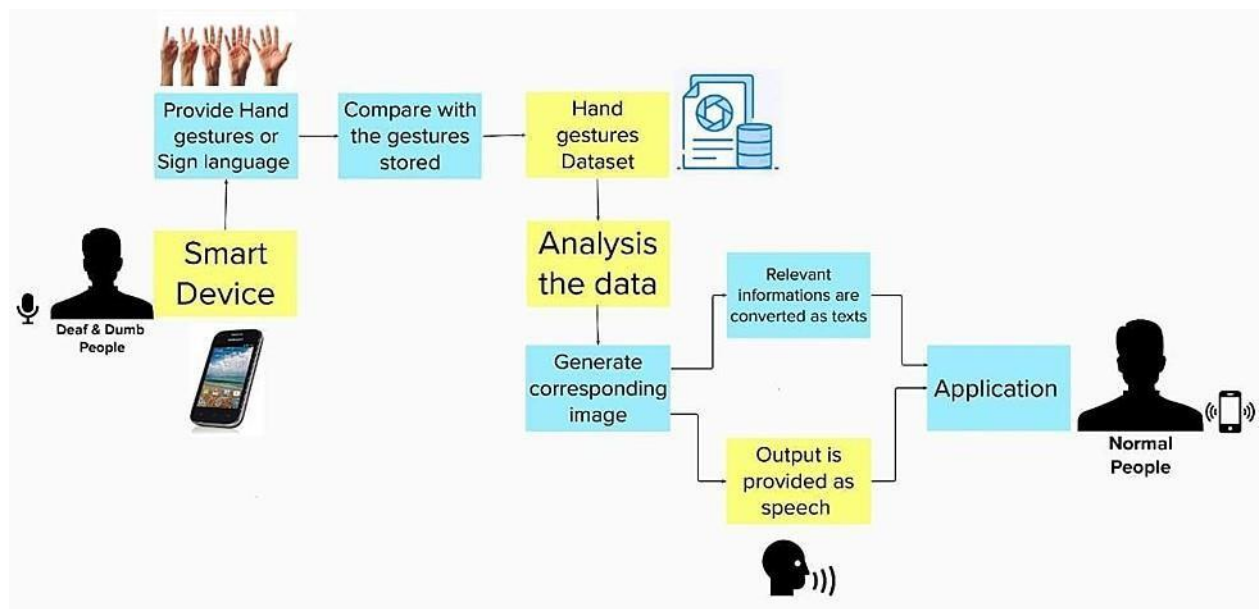 Provide Hand
gestures or
Sign language
Compare with
the gestures
stored
Hand
gestures
Dataset
Smart
Device
Deaf & Dumb
People
Analysis
the data
Relevant
informations are
converted as texts
Generate
corresponding
image
Application
Normal
People
Output is
provided as
speech